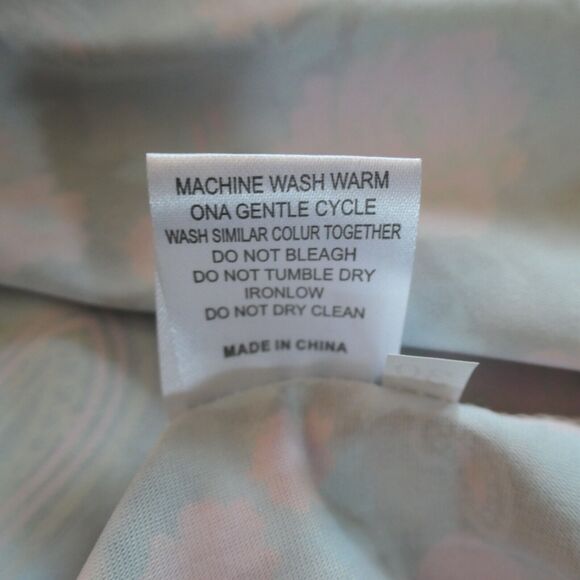 MACHINE WASH WARM
ONA GENTLE CYCLE
WASH SIMILAR COLUR TOGETHER
DO NOT BLEAGH
DO NOT TUMBLE DRY
IRONLOW
DO NOT DRY CLEAN
MADE IN CHINA